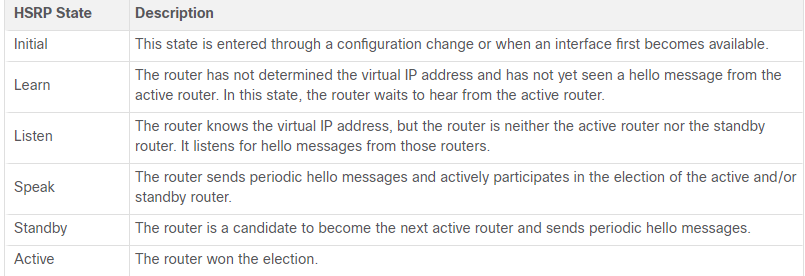 HSRP State Description
Initial This state is entered through a configuration change or when an interface first becomes available.
Learn The router has not determined the virtual IP address and has not yet seen a hello message from the
active router. In this state, the router waits to hear from the active router.
Listen The router knows the virtual IP address, but the router is neither the active router nor the standby
router. It listens for hello messages from those routers.
Speak The router sends periodic hello messages and actively participates in the election of the active and/or
standby router.
Standby The router is a candidate to become the next active router and sends periodic hello messages.
Active The router won the election.